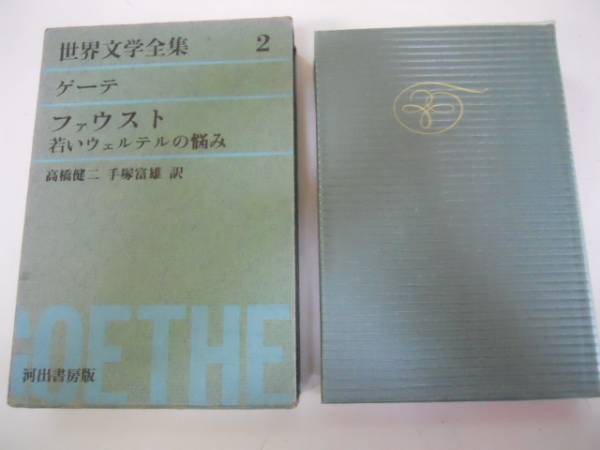 世界文学全集 2
ゲーテ
ファウスト
若いウェルテルの悩み
高橋健二 手塚富雄 訳
GOETHE
河出書房版